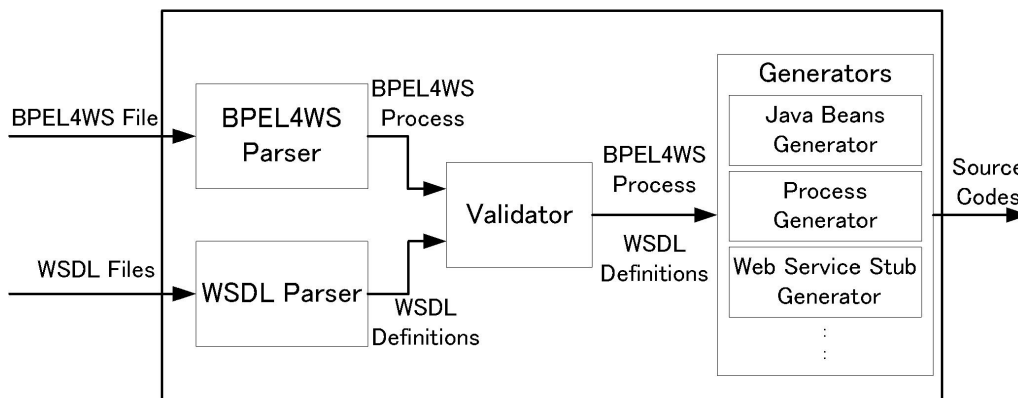 BPEL4WS File
BPEL4WS
Parser
BPEL4WS
Process
WSDL Files
WSDL Parser
WSDL
Definitions
Validator
BPEL4WS
Process
WSDL
Definitions
Generators
Java Beans
Generator
Process
Generator
Web Service Stub
Generator
:
:
Source
Codes